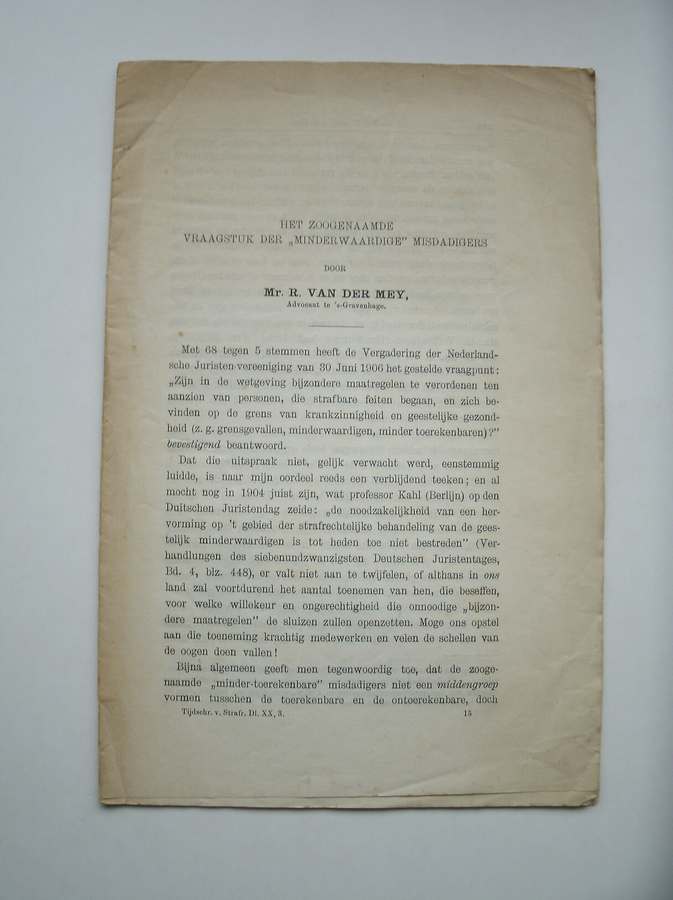 HET ZOOGENAAMDE
VRAAGSTUK DER „MINDERWAARDIGE" MISDADIGERS
DOOR
Mr. R. VAN DER MEY,
Advocaat te 's-Gravenhage.
Met 68 tegen 5 stemmen heeft de Vergadering der Nederland-
sche Juristen-vereeniging van 30 Juni 1906 het gestelde vraagpunt:
„Zijn in de wetgeving bijzondere maatregelen te verordenen ten
aanzien van personen, die strafbare feiten begaan, en zich be-
vinden op de grens van krankzinnigheid en geestelijke gezond-
heid (z. g. grensgevallen, minderwaardigen, minder toerekenbaren)?"
bevestigend beantwoord.
Dat die uitspraak niet, gelijk verwacht werd, eenstemmig
luidde, is naar mijn oordeel reeds een verblijdend teeken; en al
mocht nog in 1904 juist zijn, wat professor Kahl (Berlijn) op den
Duitschen Juristendag zeide: „de noodzakelijkheid van een her-
vorming op 't gebied der strafrechtelijke behandeling van de gees-
telijk minderwaardigen is tot heden toe niet bestreden" (Ver-
handlungen des siebenundzwanzigsten Deutschen Juristentages,
Bd. 4, blz. 448), er valt niet aan te twijfelen, of althans in ons
land zal voortdurend het aantal toenemen van hen, die beseffen,
voor welke willekeur en ongerechtigheid die onnoodige „bijzon-
dere maatregelen" de sluizen zullen openzetten. Moge ons opstel
aan die toeneming krachtig medewerken en velen de schellen van
de oogen doen vallen!
Bijna algemeen geeft men tegenwoordig toe, dat de zooge-
naamde „minder-toerekenbare" misdadigers niet een middengroep
vormen tusschen de toerekenbare en de ontoerekenbare, doch
Tijdschr. v. Strafr. Dl. XX, 3. 15